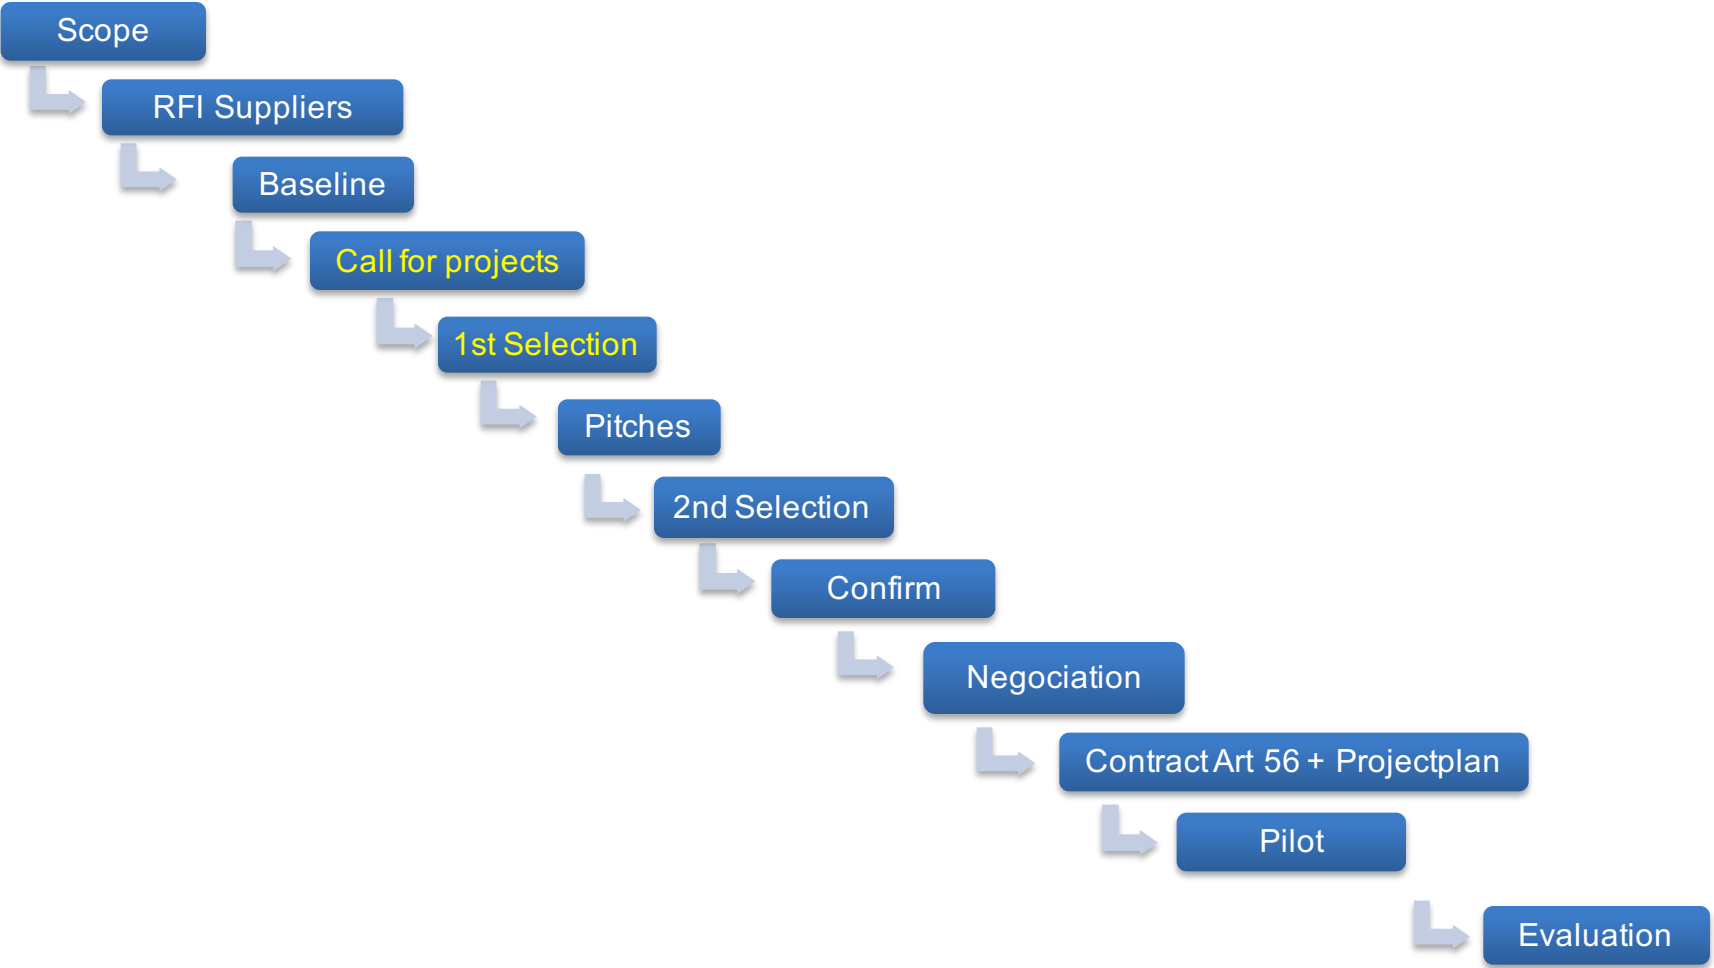 Scope
RFI Suppliers
Baseline
Call for projects
1st Selection
Pitches
2nd Selection
Confirm
Negociation
Contract Art 56 + Projectplan
Pilot
Evaluation